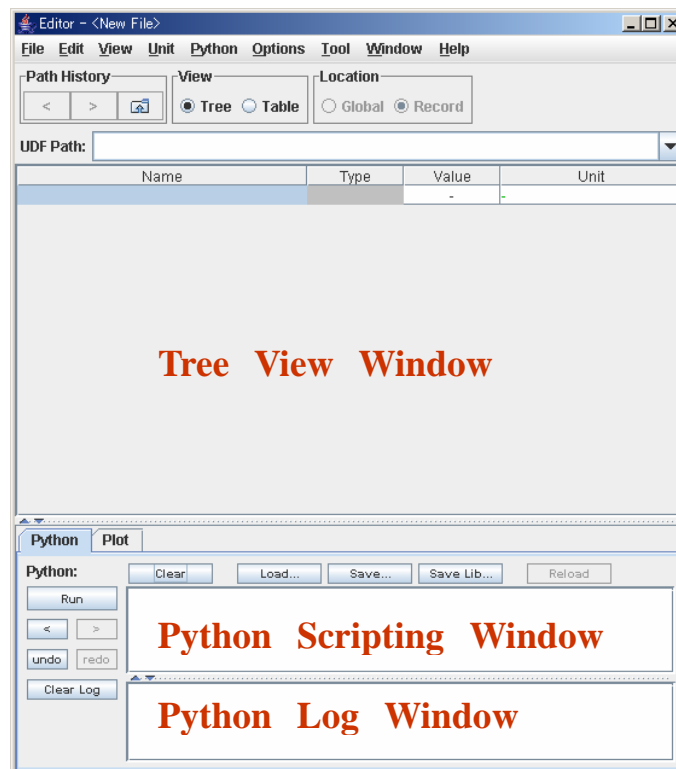 Editor - <New File>
File Edit View Unit Python Options Tool Window Help
Path History View Location
< > Tree Table Global Record
UDF Path:
Name Type Value Unit
- -
Tree View Window
Python Plot
Python: Clear Load... Save... Save Lib... Reload
Run
< >
Python Scripting Window
undo redo
Clear Log
Python Log Window